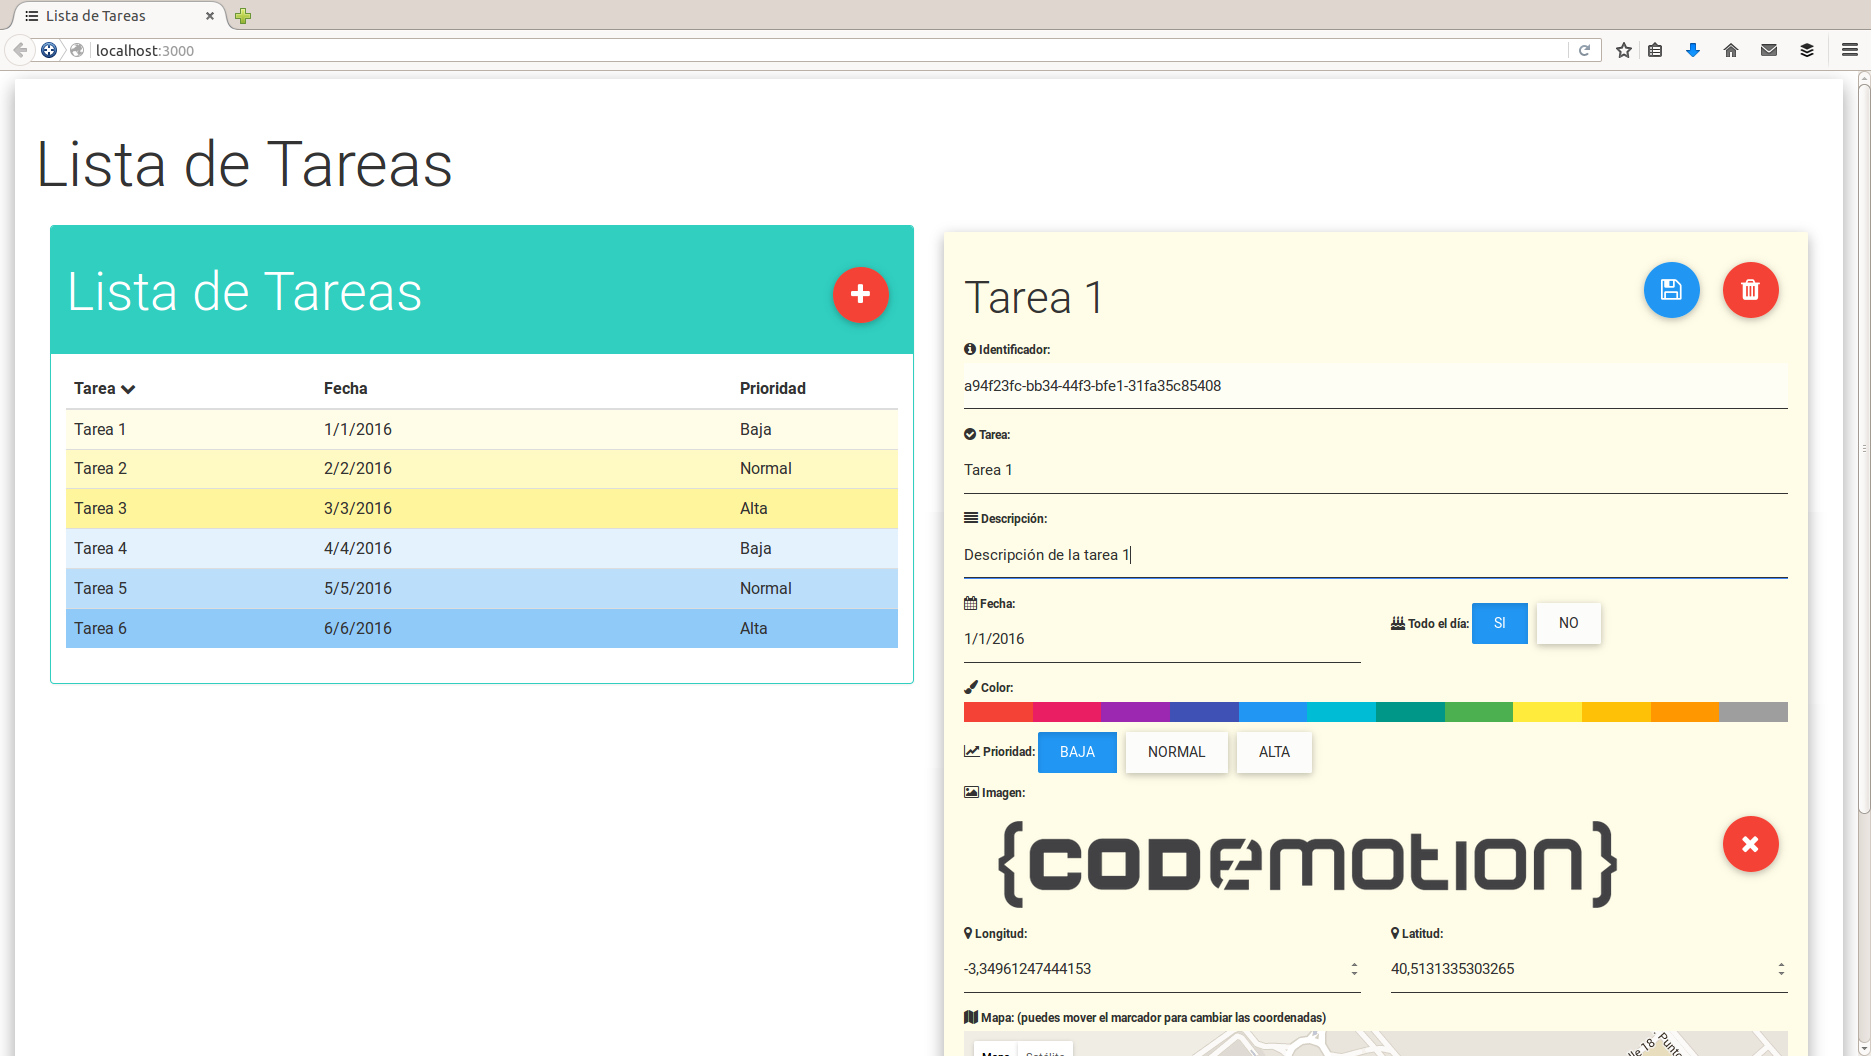 Lista de Tareas
localhost:3000
Lista de Tareas
Lista de Tareas
Tarea Fecha Prioridad
Tarea 1 1/1/2016 Baja
Tarea 2 2/2/2016 Normal
Tarea 3 3/3/2016 Alta
Tarea 4 4/4/2016 Baja
Tarea 5 5/5/2016 Normal
Tarea 6 6/6/2016 Alta
Tarea 1
Identificador:
a94f23fc-bb34-44f3-bfe1-31fa35c85408
Tarea:
Tarea 1
Descripción:
Descripción de la tarea 1
Fecha:
1/1/2016
Todo el día: SI NO
Color:
Prioridad: BAJA NORMAL ALTA
Imagen:
{CODEMOTION}
Longitud: Latitud:
-3,34961247444153 40,5131335303265
Mapa: (puedes mover el marcador para cambiar las coordenadas)
Mapa Satélite
18